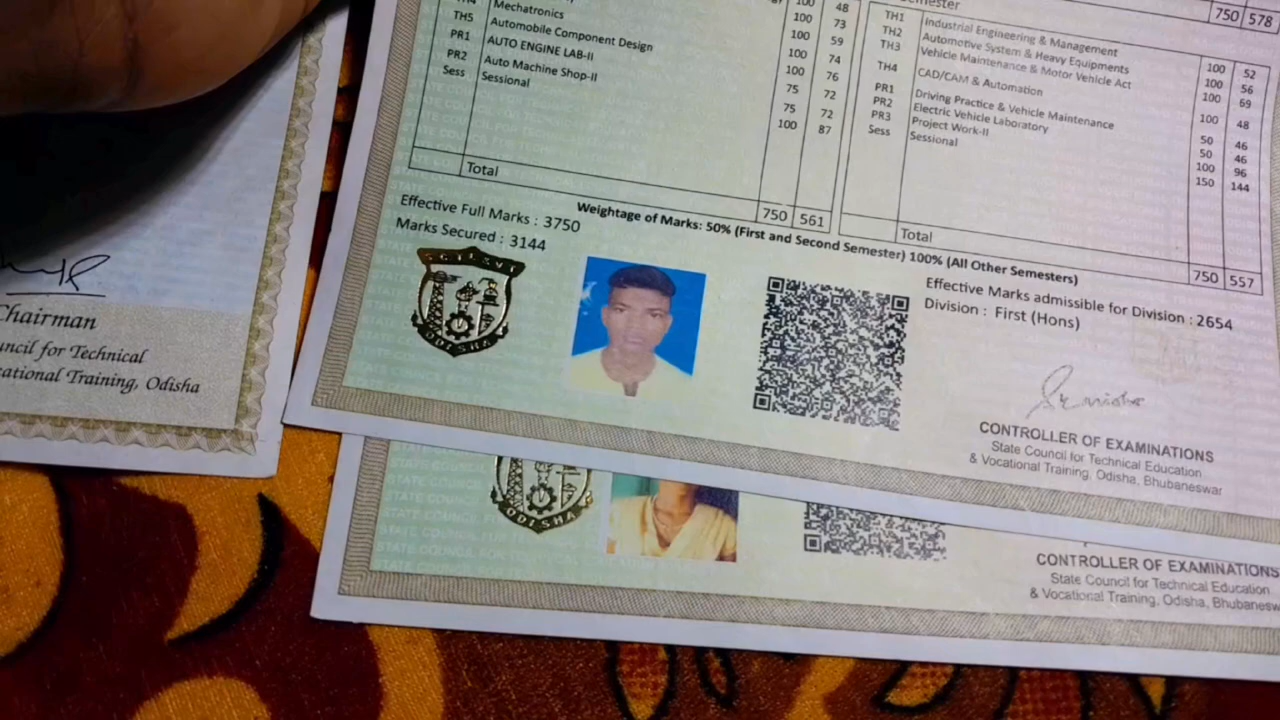 Mechatronics 100 48
TH5 Automobile Component Design 100 73
PR1 AUTO ENGINE LAB-II 100 59
PR2 Auto Machine Shop-II 100 74
Sess Sessional 100 76
75 72
75 72
100 87
Total 750 561
750 578
TH1 Industrial Engineering & Management 100 52
TH2 Automotive System & Heavy Equipments 100 56
TH3 Vehicle Maintenance & Motor Vehicle Act 100 69
TH4 CAD/CAM & Automation 100 48
PR1 Driving Practice & Vehicle Maintenance 50 46
PR2 Electric Vehicle Laboratory 50 46
PR3 Project Work-II 100 96
Sess Sessional 150 144
Total 750 557
Effective Full Marks : 3750
Marks Secured : 3144
Weightage of Marks: 50% (First and Second Semester) 100% (All Other Semesters)
Effective Marks admissible for Division : 2654
Division : First (Hons)
ODISHA
CONTROLLER OF EXAMINATIONS
State Council for Technical Education
& Vocational Training, Odisha, Bhubaneswar
Chairman
Technical
Training, Odisha
ODISHA
CONTROLLER OF EXAMINATIONS
State Council for Technical Education
& Vocational Training, Odisha, Bhubanesw